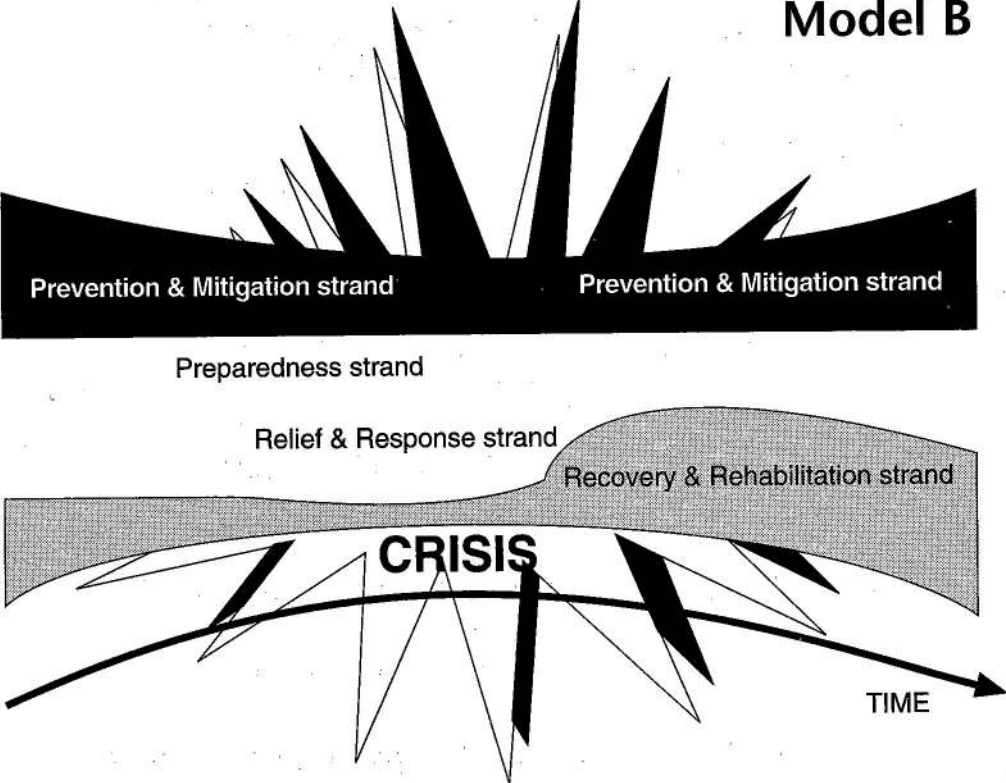 Model B
Prevention & Mitigation strand
Prevention & Mitigation strand
Preparedness strand
Relief & Response strand
Recovery & Rehabilitation strand
CRISIS
TIME